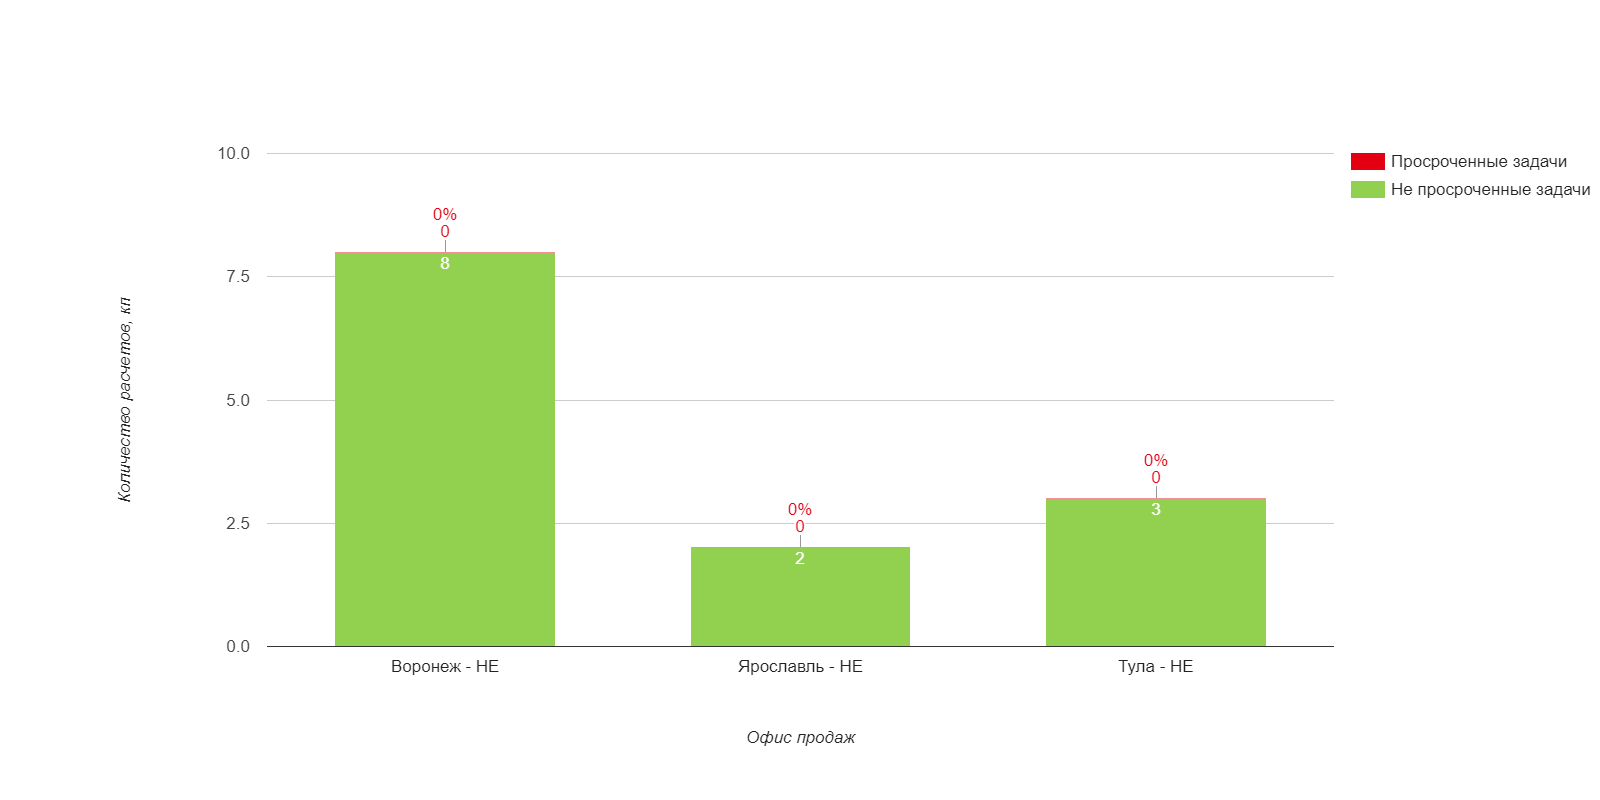 10.0
7.5
5.0
2.5
0.0
Количество расчетов, кп
0%
0
8
0%
0
2
0%
0
3
Воронеж - НЕ
Ярославль - НЕ
Тула - НЕ
Офис продаж
Просроченные задачи
Не просроченные задачи